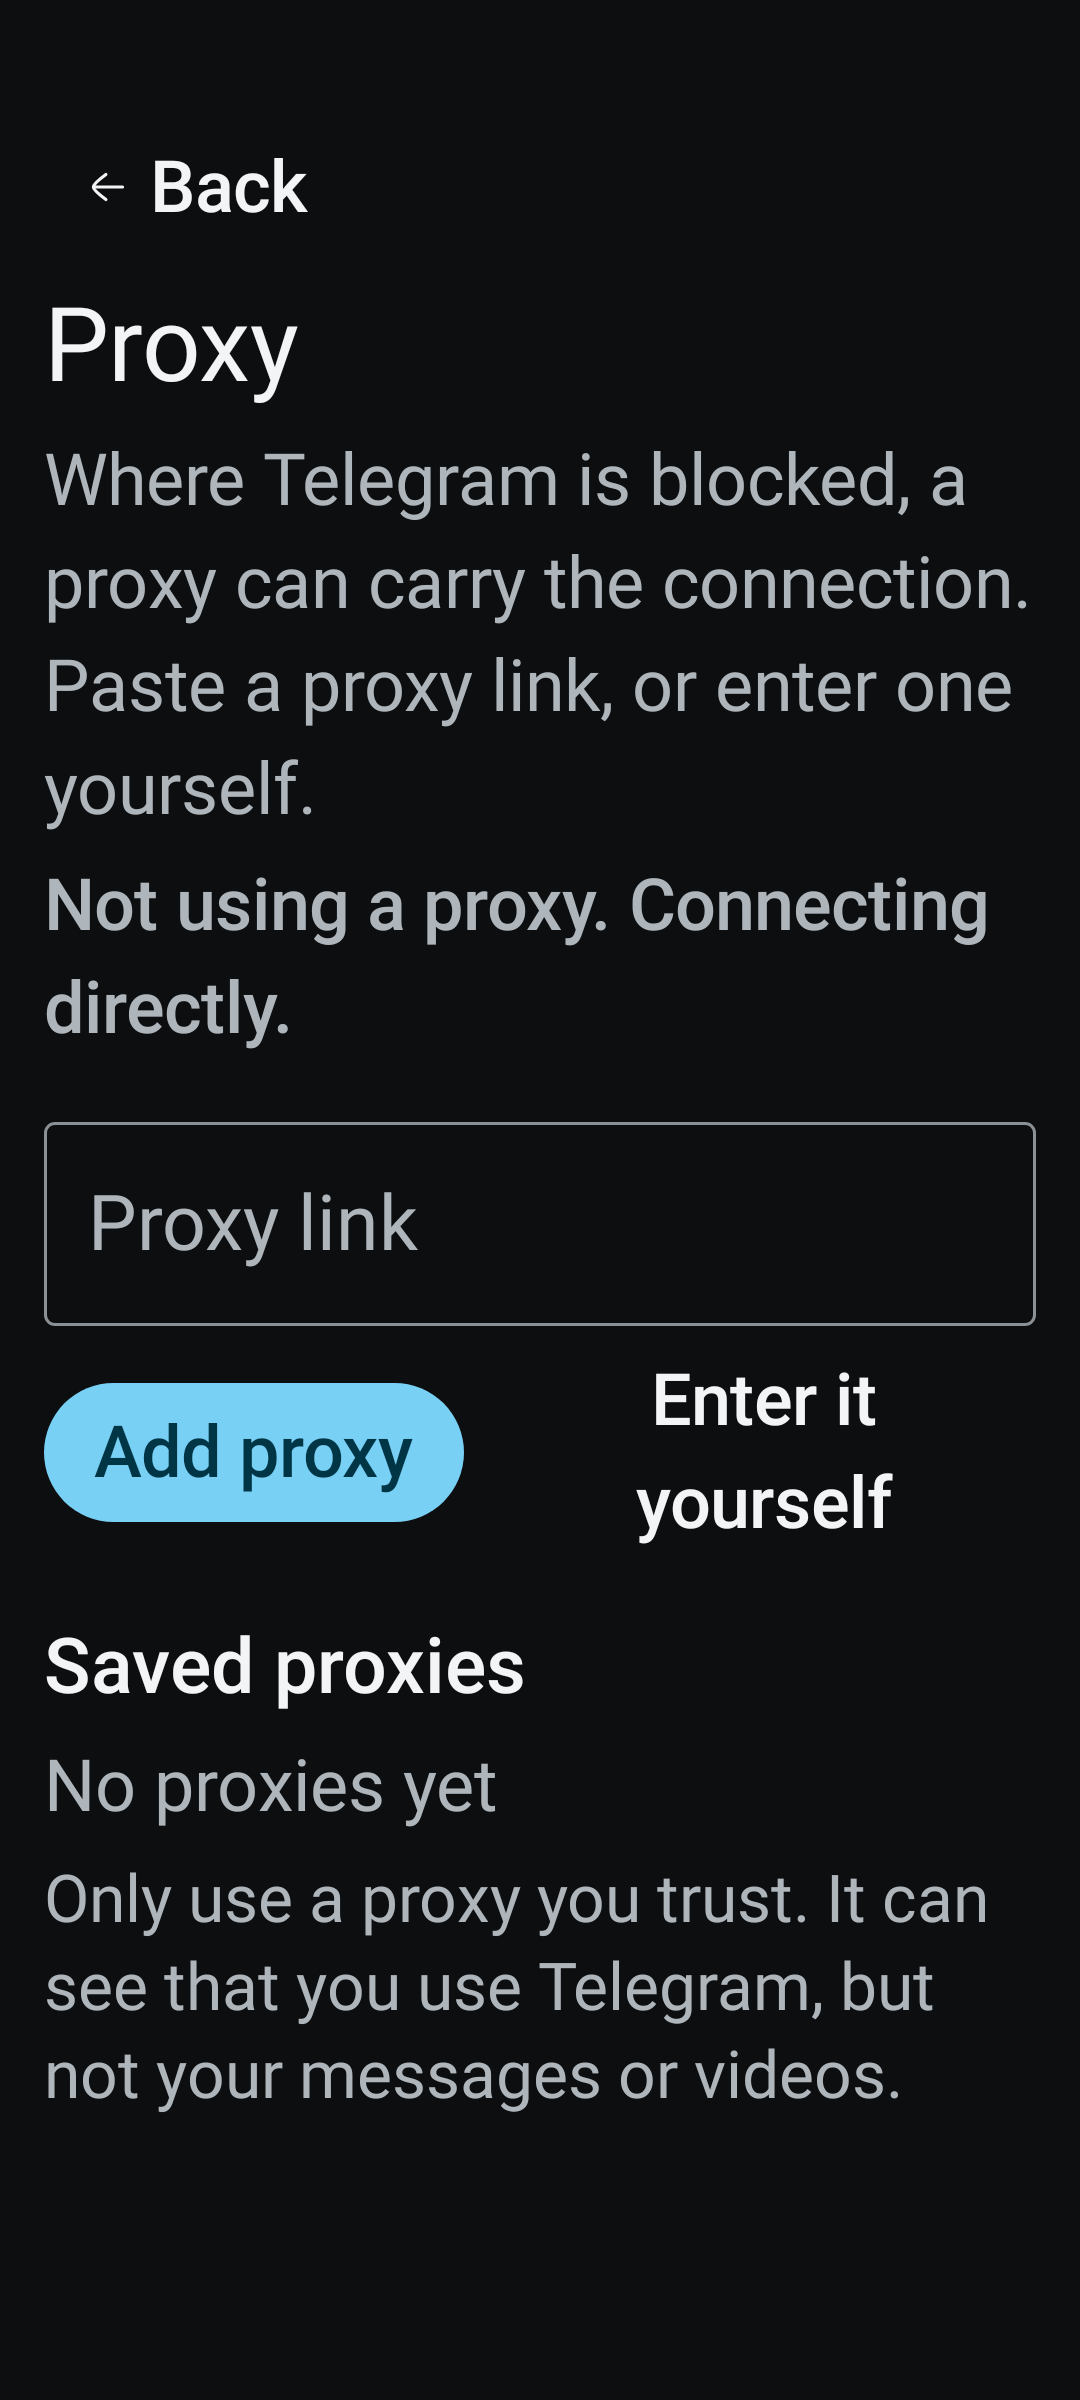 Back
Proxy
Where Telegram is blocked, a
proxy can carry the connection.
Paste a proxy link, or enter one
yourself.
Not using a proxy. Connecting
directly.
Proxy link
Add proxy
Enter it
yourself
Saved proxies
No proxies yet
Only use a proxy you trust. It can
see that you use Telegram, but
not your messages or videos.